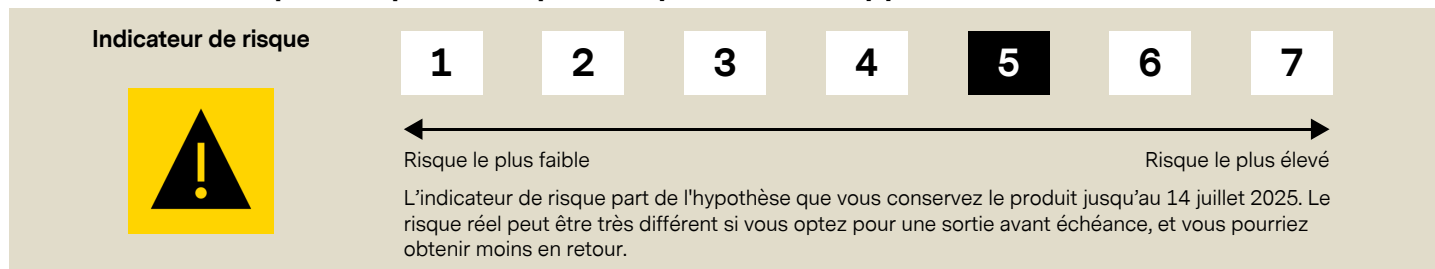 Indicateur de risque
1 2 3 4 5 6 7
Risque le plus faible Risque le plus élevé
L’indicateur de risque part de l'hypothèse que vous conservez le produit jusqu’au 14 juillet 2025. Le
risque réel peut être très différent si vous optez pour une sortie avant échéance, et vous pourriez
obtenir moins en retour.